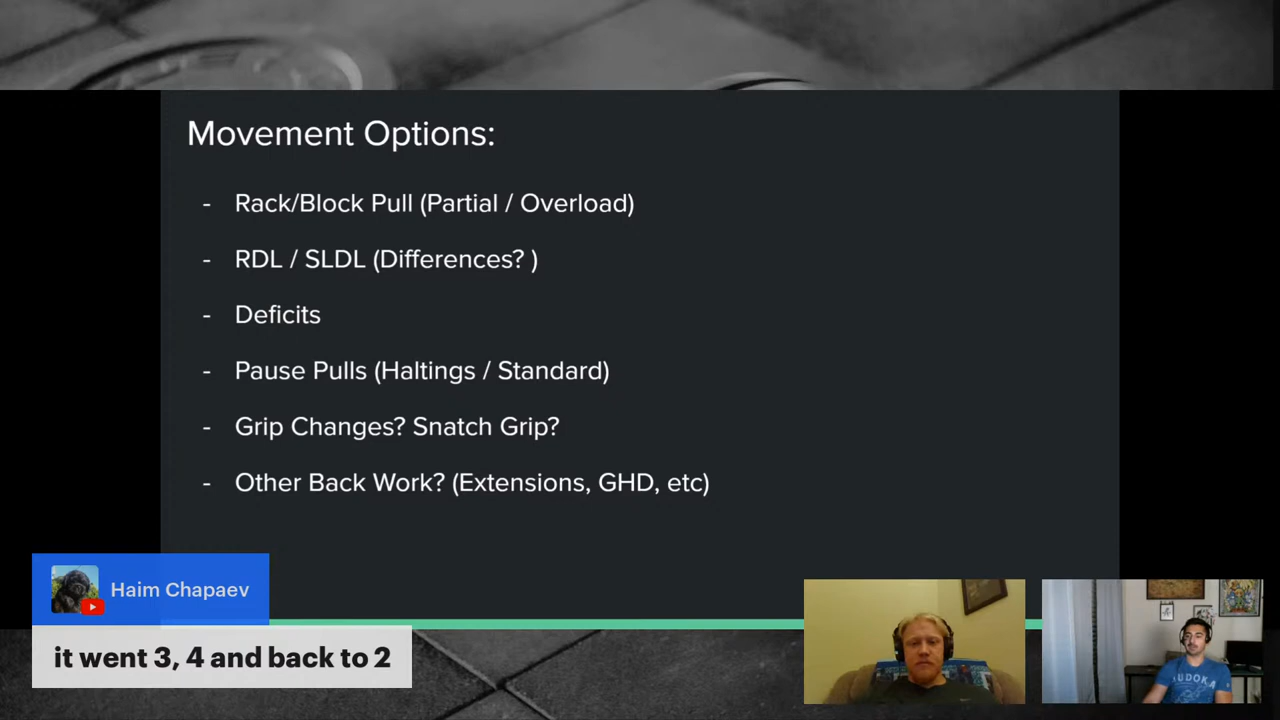 Movement Options:
- Rack/Block Pull (Partial / Overload)
- RDL / SLDL (Differences? )
- Deficits
- Pause Pulls (Haltings / Standard)
- Grip Changes? Snatch Grip?
- Other Back Work? (Extensions, GHD, etc)
Haim Chapaev
it went 3, 4 and back to 2
JUDOKA